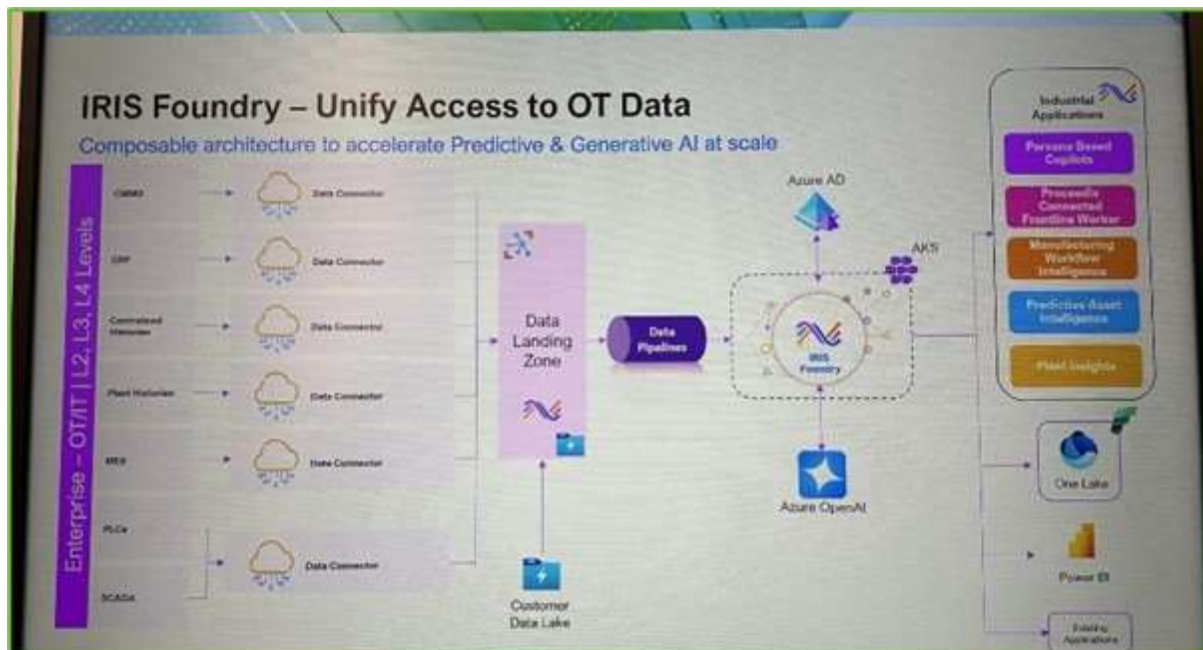 IRIS Foundry – Unify Access to OT Data
Composable architecture to accelerate Predictive & Generative AI at scale
Enterprise – OT/IT | L2, L3, L4 Levels
CMMS
Data Connector
ERP
Data Connector
Centralized
Historian
Data Connector
Plant Historian
Data Connector
MES
Data Connector
PLCs
SCADA
Data Connector
Data
Landing
Zone
Customer
Data Lake
Data
Pipelines
Azure AD
AKS
IRIS
Foundry
Azure OpenAI
Industrial
Applications
Persona Based
Copilots
Proceedix
Connected
Frontline Worker
Manufacturing
Workflow
Intelligence
Predictive Asset
Intelligence
Plant Insights
One Lake
Power BI
Existing
Applications